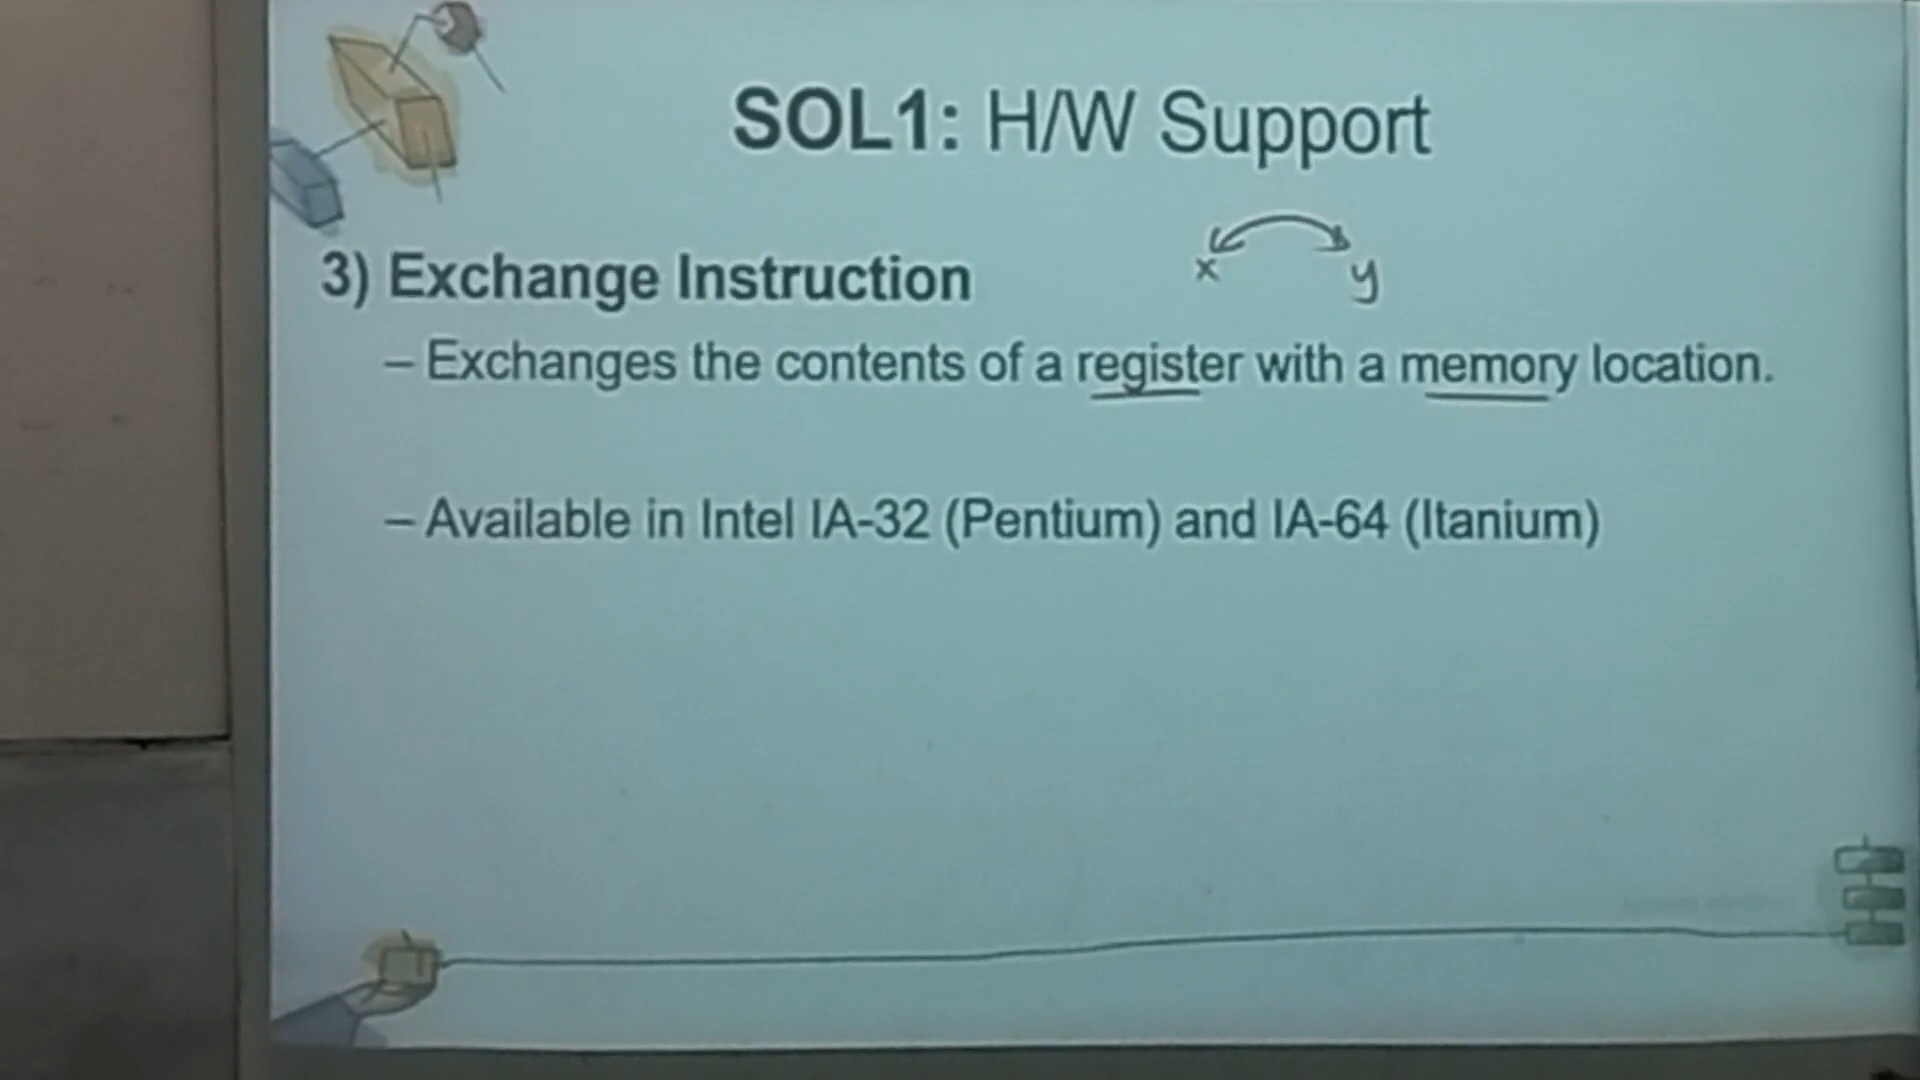 SOL1: H/W Support
x y
3) Exchange Instruction
– Exchanges the contents of a register with a memory location.
– Available in Intel IA-32 (Pentium) and IA-64 (Itanium)